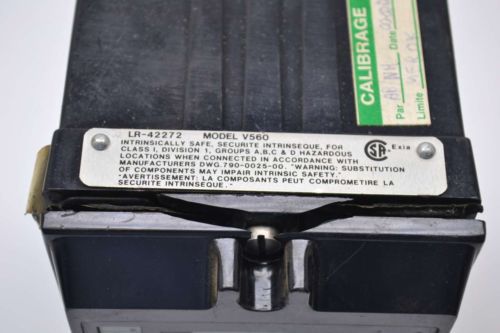 CALIBRAGE
Par
Date
Limite
LR-42272 MODEL V560
INTRINSICALLY SAFE, SECURITE INTRINSEQUE, FOR
CLASS I, DIVISION 1, GROUPS A,B,C & D HAZARDOUS
LOCATIONS WHEN CONNECTED IN ACCORDANCE WITH
MANUFACTURERS DWG.790-0025-00. "WARNING: SUBSTITUTION
OF COMPONENTS MAY IMPAIR INTRINSIC SAFETY."
"AVERTISSEMENT: LA COMPOSANTS PEUT COMPROMETIRE LA
SECURITE INTRINSEQUE."
Exia